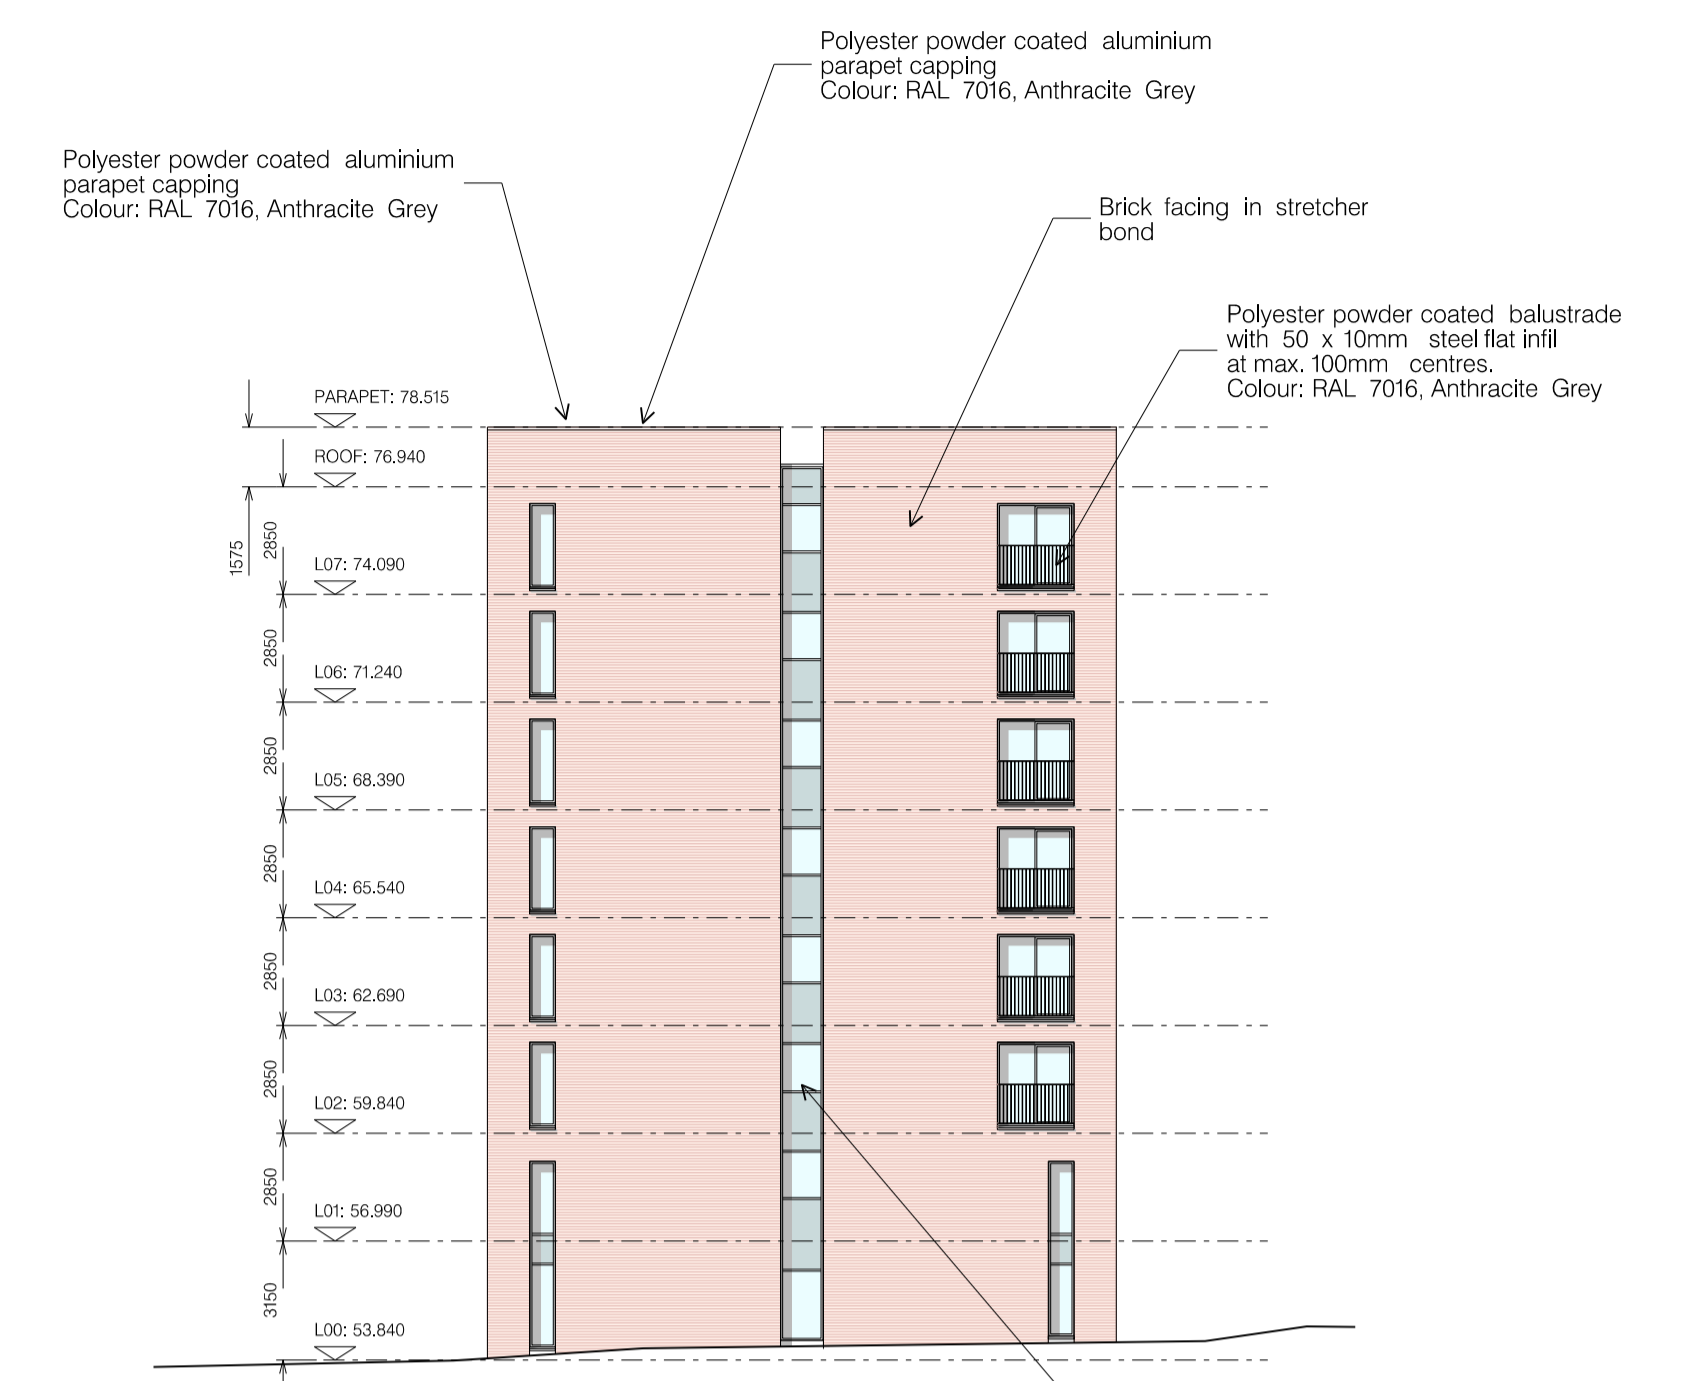 Polyester powder coated aluminium
parapet capping
Colour: RAL 7016, Anthracite Grey
Polyester powder coated aluminium
parapet capping
Colour: RAL 7016, Anthracite Grey
Brick facing in stretcher
bond
Polyester powder coated balustrade
with 50 x 10mm steel flat infil
at max. 100mm centres.
Colour: RAL 7016, Anthracite Grey
PARAPET: 78.515
ROOF: 76.940
1575
2850
L07: 74.090
2850
L06: 71.240
2850
L05: 68.390
2850
L04: 65.540
2850
L03: 62.690
2850
L02: 59.840
2850
L01: 56.990
3150
L00: 53.840